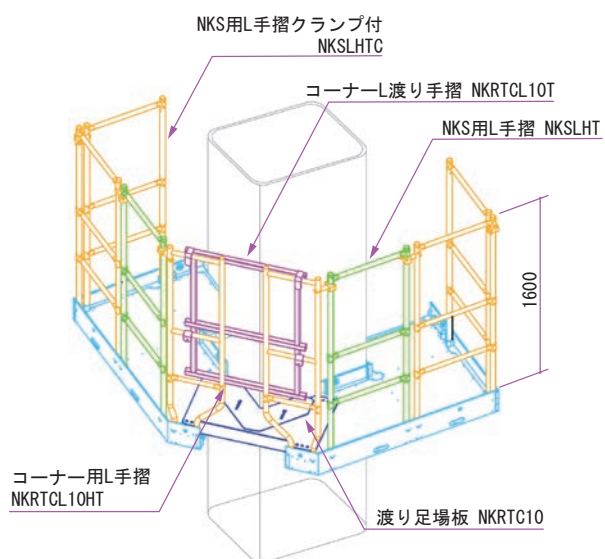 NKS用L手摺クランプ付
NKSLHTC
コーナーL渡り手摺 NKRTCL10T
NKS用L手摺 NKSLHT
1600
コーナー用L手摺
NKRTCL10HT
渡り足場板 NKRTC10